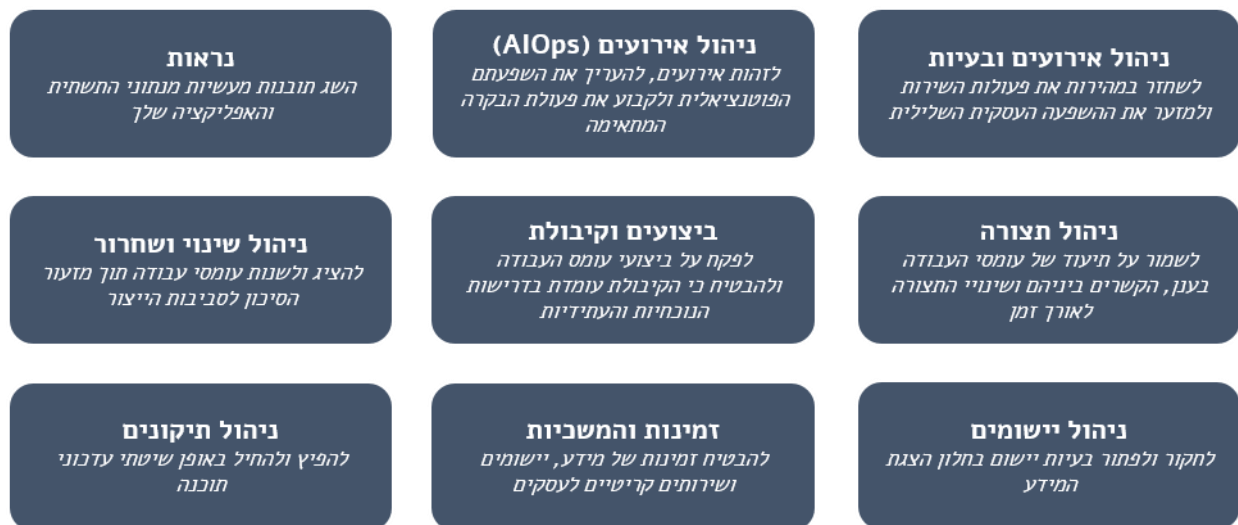 ניהול אירועים ובעיות
לשחזר במהירות את פעולות השירות
ולמזער את ההשפעה העסקית השלילית
ניהול אירועים (AIOps)
לזהות אירועים, להעריך את השפעתם
הפוטנציאלית ולקבוע את פעולת הבקרה
המתאימה
נראות
השג תובנות מעשיות מנתוני התשתית
והאפליקציה שלך
ניהול תצורה
לשמור על תיעוד של עומסי העבודה
בענן, הקשרים ביניהם ושינויי התצורה
לאורך זמן
ביצועים וקיבולת
לפקח על ביצועי עומס העבודה
ולהבטיח כי הקיבולת עומדת בדרישות
הנוכחיות והעתידיות
ניהול שינוי ושחרור
להציג ולשנות עומסי עבודה תוך מזעור
הסיכון לסביבות הייצור
ניהול יישומים
לחקור ולפתור בעיות יישום בחלון הצגת
המידע
זמינות והמשכיות
להבטיח זמינות של מידע, יישומים
ושירותים קריטיים לעסקים
ניהול תיקונים
להפיץ ולהחיל באופן שיטתי עדכוני
תוכנה